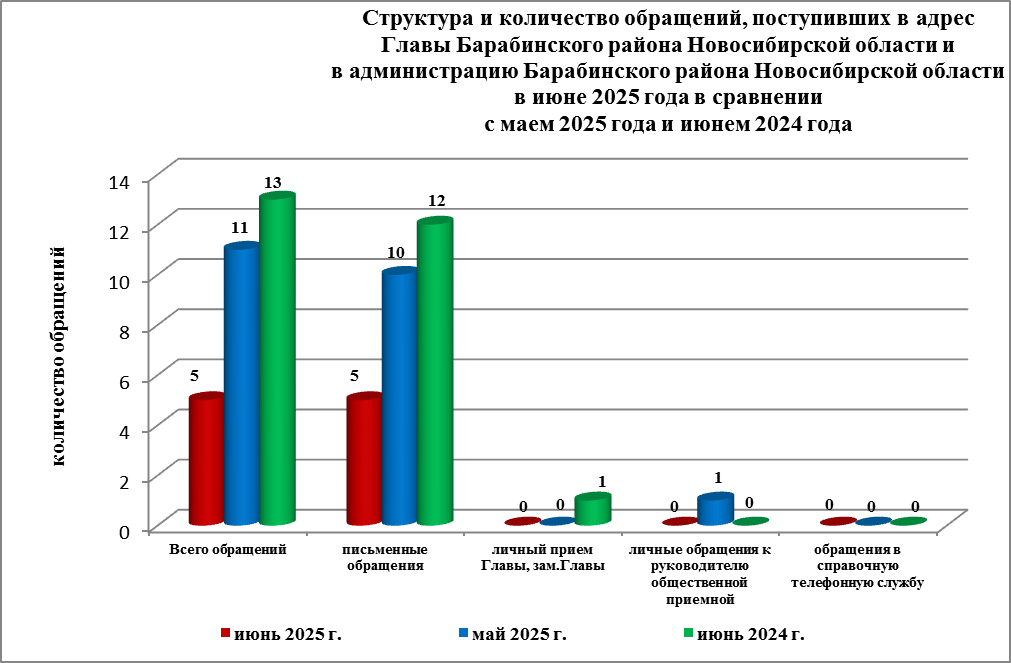 Структура и количество обращений, поступивших в адрес
Главы Барабинского района Новосибирской области и
в администрацию Барабинского района Новосибирской области
в июне 2025 года в сравнении
с маем 2025 года и июнем 2024 года
количество обращений
14
12
10
8
6
4
2
0
5
11
13
5
10
12
0
0
1
0
1
0
0
0
0
Всего обращений
письменные
обращения
личный прием
Главы, зам.Главы
личные обращения к
руководителю
общественной
приемной
обращения в
справочную
телефонную службу
июнь 2025 г.
май 2025 г.
июнь 2024 г.